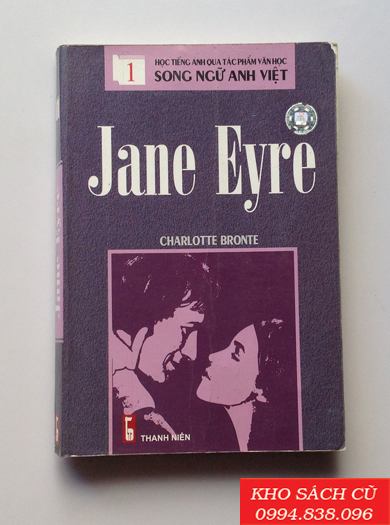 1
HỌC TIẾNG ANH QUA TÁC PHẨM VĂN HỌC
SONG NGỮ ANH VIỆT
Jane Eyre
CHARLOTTE BRONTE
THANH NIÊN
KHO SÁCH CŨ
0994.838.096